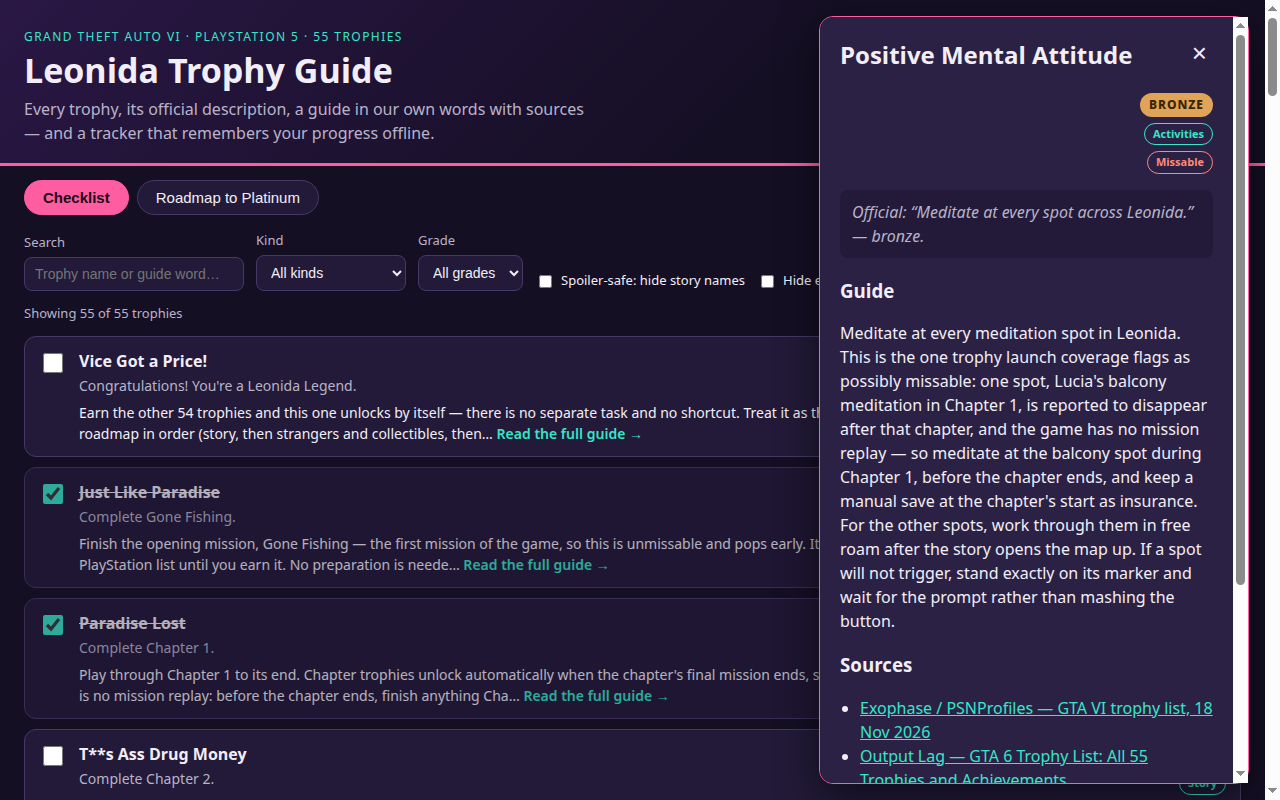 GRAND THEFT AUTO VI · PLAYSTATION 5 · 55 TROPHIES
Leonida Trophy Guide
Every trophy, its official description, a guide in our own words with sources
— and a tracker that remembers your progress offline.
Checklist
Roadmap to Platinum
Search
Kind
Grade
Trophy name or guide word…
All kinds
All grades
Spoiler-safe: hide story names
Hide
Showing 55 of 55 trophies
Vice Got a Price!
Congratulations! You're a Leonida Legend.
Earn the other 54 trophies and this one unlocks by itself — there is no separate task and no shortcut. Treat it as
roadmap in order (story, then strangers and collectibles, then… Read the full guide →
Just Like Paradise
Complete Gone Fishing.
Finish the opening mission, Gone Fishing — the first mission of the game, so this is unmissable and pops early. It
PlayStation list until you earn it. No preparation is neede… Read the full guide →
Paradise Lost
Complete Chapter 1.
Play through Chapter 1 to its end. Chapter trophies unlock automatically when the chapter's final mission ends,
is no mission replay: before the chapter ends, finish anything Cha… Read the full guide →
T**s Ass Drug Money
Complete Chapter 2.
Story
Positive Mental Attitude
✕
BRONZE
Activities
Missable
Official: “Meditate at every spot across Leonida.”
— bronze.
Guide
Meditate at every meditation spot in Leonida.
This is the one trophy launch coverage flags as
possibly missable: one spot, Lucia's balcony
meditation in Chapter 1, is reported to disappear
after that chapter, and the game has no mission
replay — so meditate at the balcony spot during
Chapter 1, before the chapter ends, and keep a
manual save at the chapter's start as insurance.
For the other spots, work through them in free
roam after the story opens the map up. If a spot
will not trigger, stand exactly on its marker and
wait for the prompt rather than mashing the
button.
Sources
Exophase / PSNProfiles — GTA VI trophy list, 18
Nov 2026
Output Lag — GTA 6 Trophy List: All 55
Trophies and Achievements